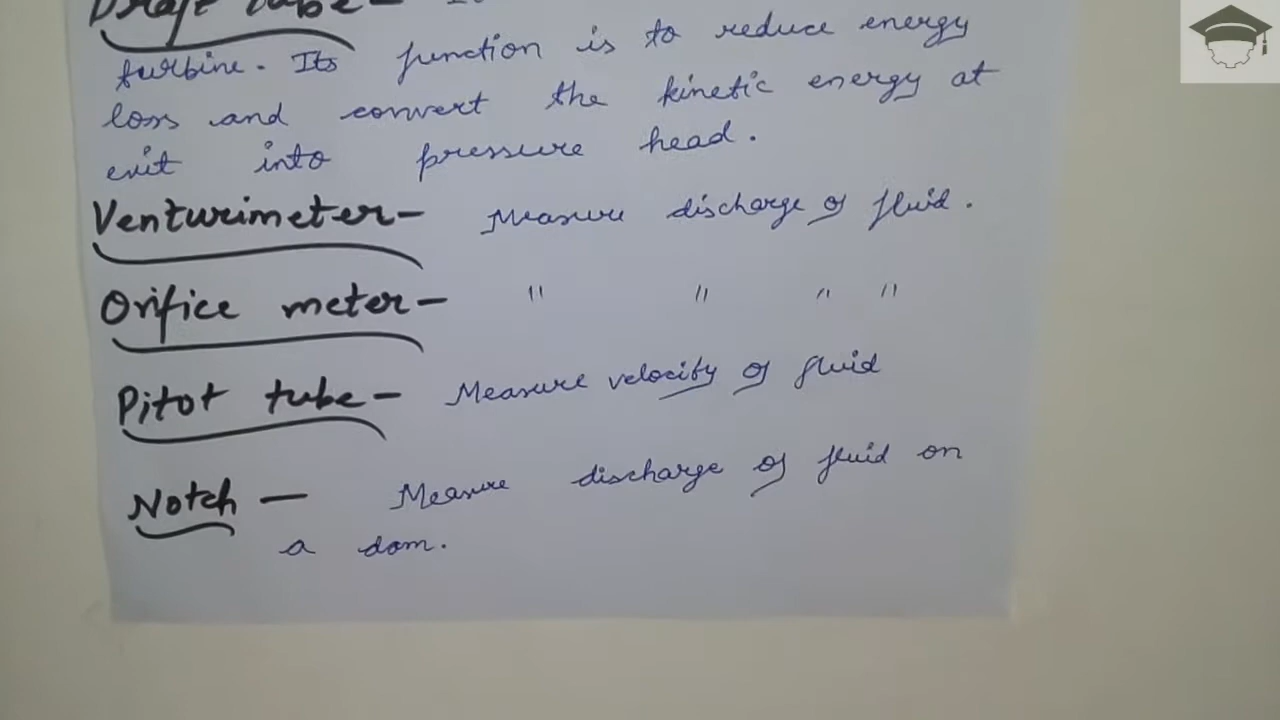 Draft tube -
turbine. Its function is to reduce energy
loss and convert the kinetic energy at
exit into pressure head.
Venturimeter - Measure discharge of fluid.
Orifice meter - " " " "
Pitot tube - Measure velocity of fluid
Notch - Measure discharge of fluid on
a dam.